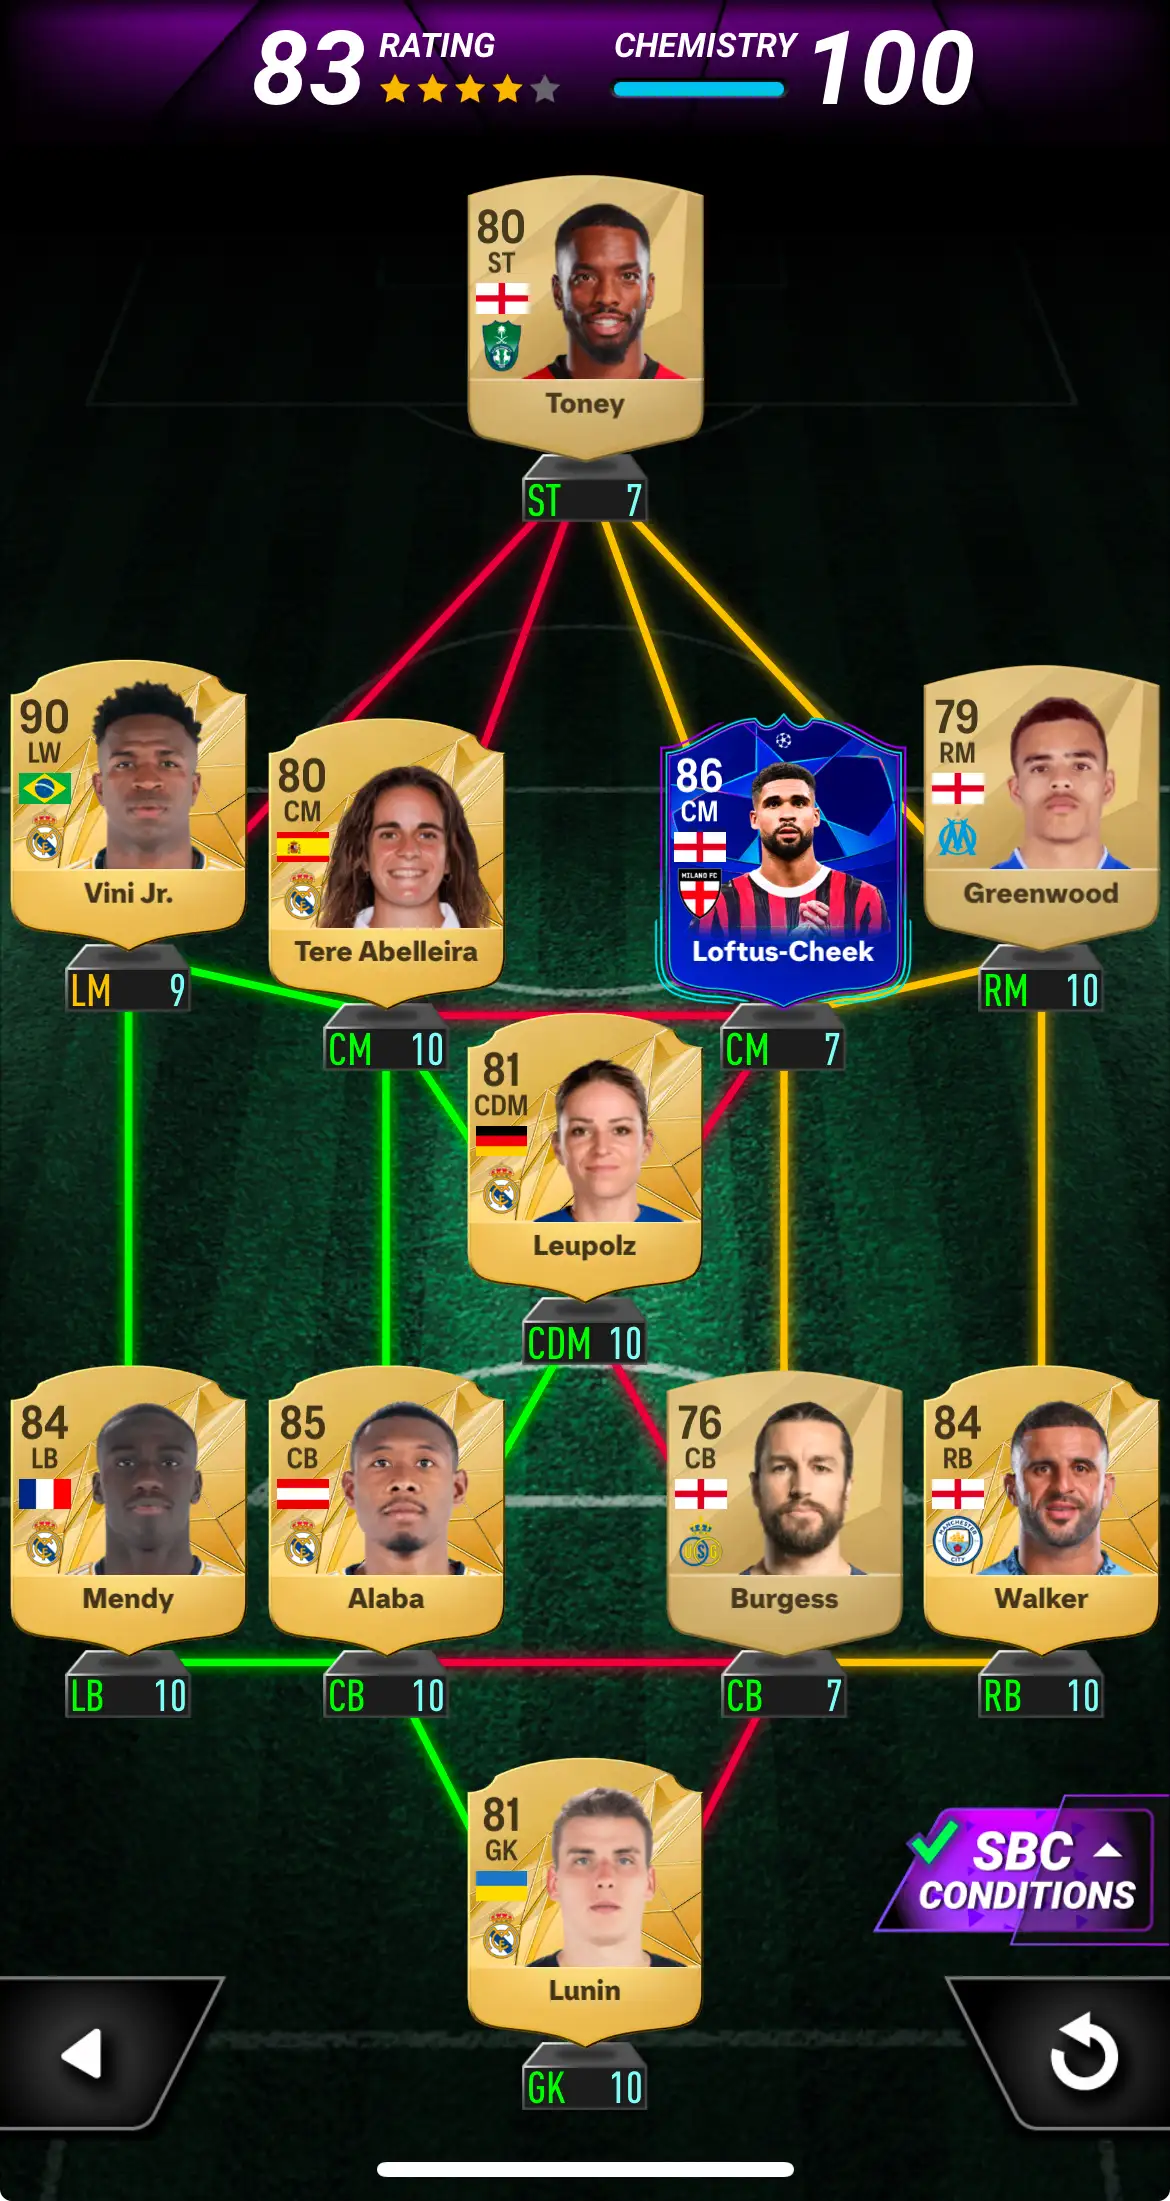 83 RATING CHEMISTRY 100
80
ST
Toney
ST 7
90
LW
Vini Jr.
LM 9
80
CM
Tere Abelleira
CM 10
86
CM
MILANO FC
Loftus-Cheek
CM 7
79
RM
Greenwood
RM 10
81
CDM
Leupolz
CDM 10
84
LB
Mendy
LB 10
85
CB
Alaba
CB 10
76
CB
Burgess
CB 7
84
RB
MANCHESTER
CITY
Walker
RB 10
81
GK
Lunin
GK 10
SBC
CONDITIONS